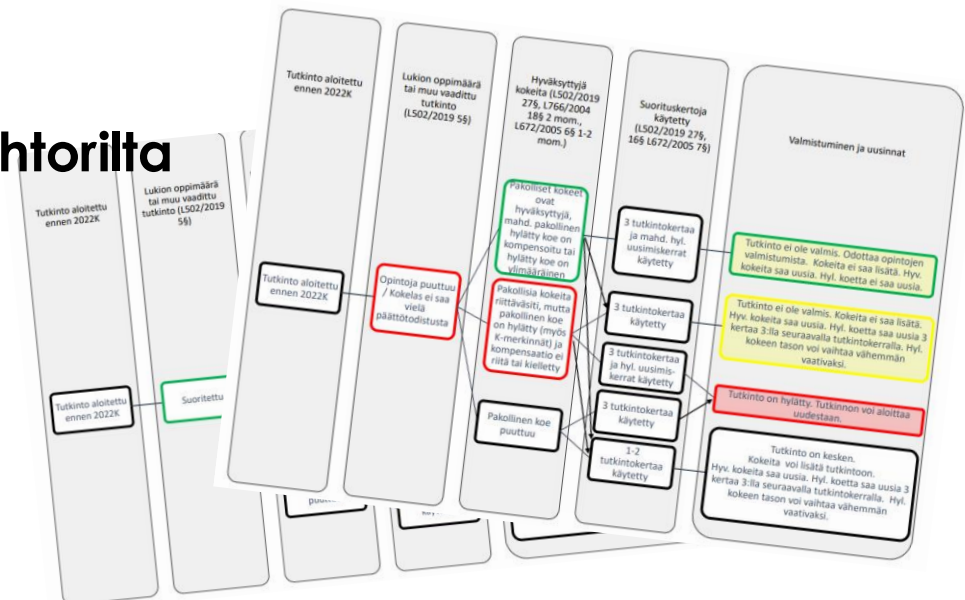 htorilta
Tutkinto aloitettu
ennen 2022K
Lukion oppimäärä
tai muu vaadittu
tutkinto
(L502/2019 5§)
Hyväksyttyjä
kokeita (L502/2019
27§, L766/2004
18§ 2 mom.,
L672/2005 6§ 1-2
mom.)
Suorituskertoja
käytetty
(L502/2019 27§,
16§ L672/2005 7§)
Valmistuminen ja uusinnat
Tutkinto aloitettu
ennen 2022K
Opintoja puuttuu
/ Kokelas ei saa
vielä
päättötodistusta
Pakolliset kokeet
ovat
hyväksyttyjä,
mahd. pakollinen
hylätty koe on
kompensoitu tai
hylätty koe on
ylimääräinen
Pakollisia kokeita
riittävästi, mutta
pakollinen koe
on hylätty (myös
K-merkinnät) ja
kompensaatio ei
riitä tai kielletty
Pakollinen koe
puuttuu
3 tutkintokertaa
ja mahd. hyl.
uusimiskerrat
käytetty
3 tutkintokertaa
käytetty
3 tutkintokertaa
ja hyl. uusimis-
kerrat käytetty
3 tutkintokertaa
käytetty
1-2
tutkintokertaa
käytetty
Tutkinto ei ole valmis. Odottaa opintojen
valmistumista. Kokeita ei saa lisätä. Hyv.
kokeita saa uusia. Hyl. koetta ei saa uusia.
Tutkinto ei ole valmis. Kokeita ei saa lisätä.
Hyv. kokeita saa uusia. Hyl. koetta saa uusia 3
kertaa 3:lla seuraavalla tutkintokerralla. Hyl.
kokeen tason voi vaihtaa vähemmän
vaativaksi.
Tutkinto on hylätty. Tutkinnon voi aloittaa
uudestaan.
Tutkinto on kesken.
Kokeita voi lisätä tutkintoon.
Hyv. kokeita saa uusia. Hyl. koetta saa uusia 3
kertaa 3:lla seuraavalla tutkintokerralla. Hyl.
kokeen tason voi vaihtaa vähemmän
vaativaksi.
Tutkinto aloitettu
ennen 2022K
Lukion oppimäärä
tai muu vaadittu
tutkinto (L502/2019
5§)
Tutkinto aloitettu
ennen 2022K
Suoritettu